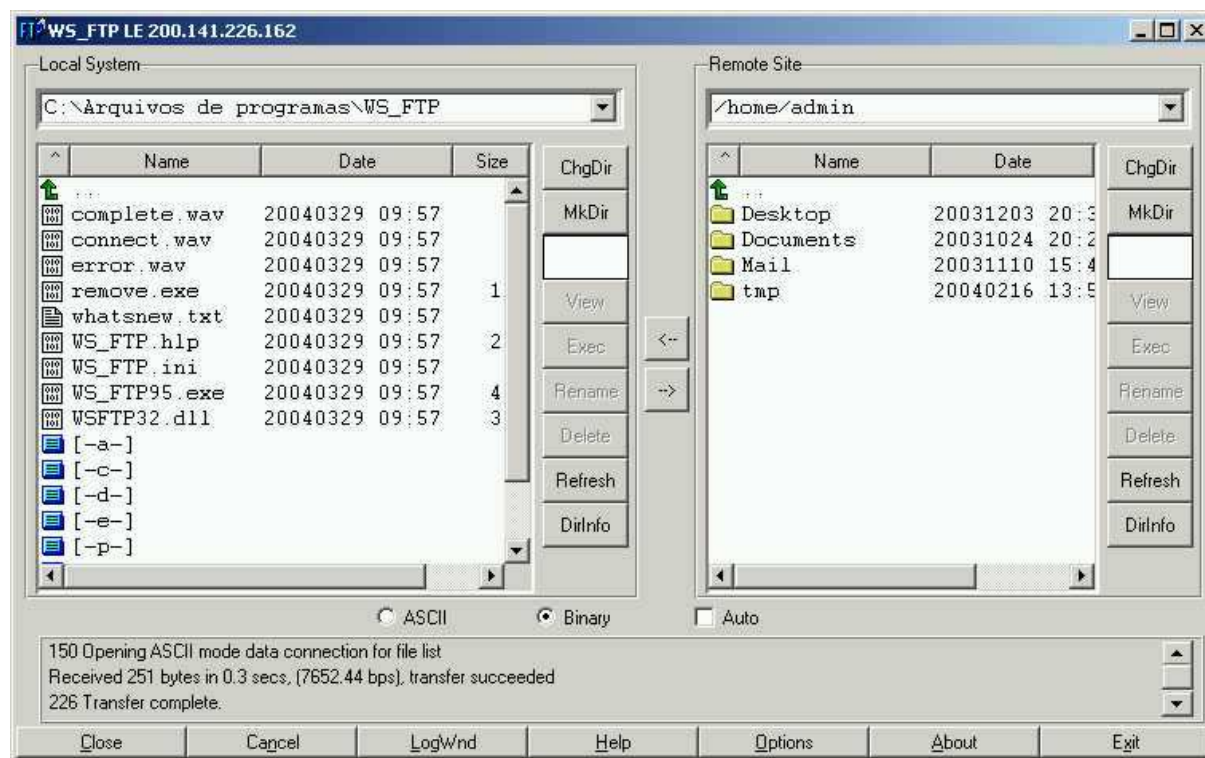 WS_FTP LE 200.141.226.162
Local System
C:\Arquivos de programas\WS_FTP
^ Name Date Size
...
complete.wav 20040329 09:57
connect.wav 20040329 09:57
error.wav 20040329 09:57
remove.exe 20040329 09:57 1
whatsnew.txt 20040329 09:57
WS_FTP.hlp 20040329 09:57 2
WS_FTP.ini 20040329 09:57
WS_FTP95.exe 20040329 09:57 4
WSFTP32.dll 20040329 09:57 3
[-a-]
[-c-]
[-d-]
[-e-]
[-p-]
ChgDir
MkDir
View
Exec
Rename
Delete
Refresh
DirInfo
<--
-->
Remote Site
/home/admin
^ Name Date
..
Desktop 20031203 20:3
Documents 20031024 20:2
Mail 20031110 15:4
tmp 20040216 13:5
ChgDir
MkDir
View
Exec
Rename
Delete
Refresh
DirInfo
ASCII Binary Auto
150 Opening ASCII mode data connection for file list
Received 251 bytes in 0.3 secs, (7652.44 bps), transfer succeeded
226 Transfer complete.
Close Cancel LogWnd Help Options About Exit